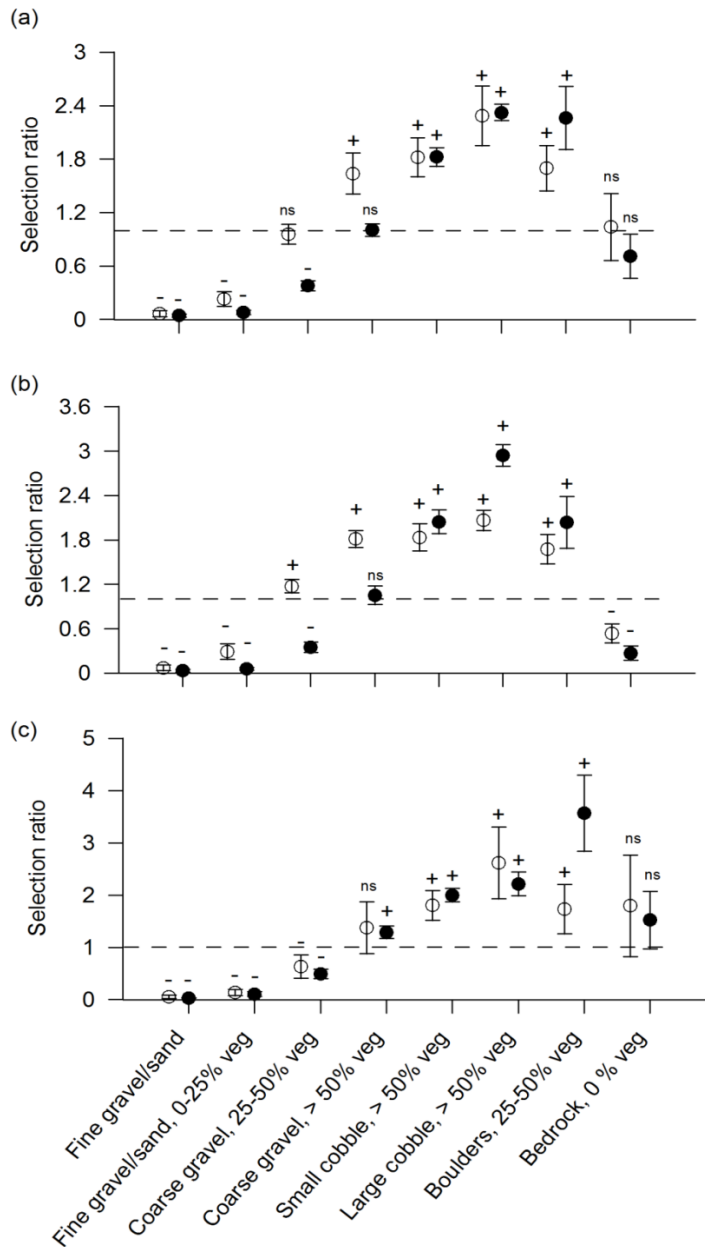 (a)
3
2.4
1.8
1.2
0.6
0
Selection ratio
+ + + + + + + +
ns ns ns ns
- - - - -
(b)
3.6
3
2.4
1.8
1.2
0.6
0
Selection ratio
+ + + + + + + +
ns
- - - - - - -
(c)
5
4
3
2
1
0
Selection ratio
+ + + + + + +
ns ns ns
- - - - - -
Fine gravel/sand
Fine gravel/sand, 0-25% veg
Coarse gravel, 25-50% veg
Coarse gravel, > 50% veg
Small cobble, > 50% veg
Large cobble, > 50% veg
Boulders, 25-50% veg
Bedrock, 0 % veg